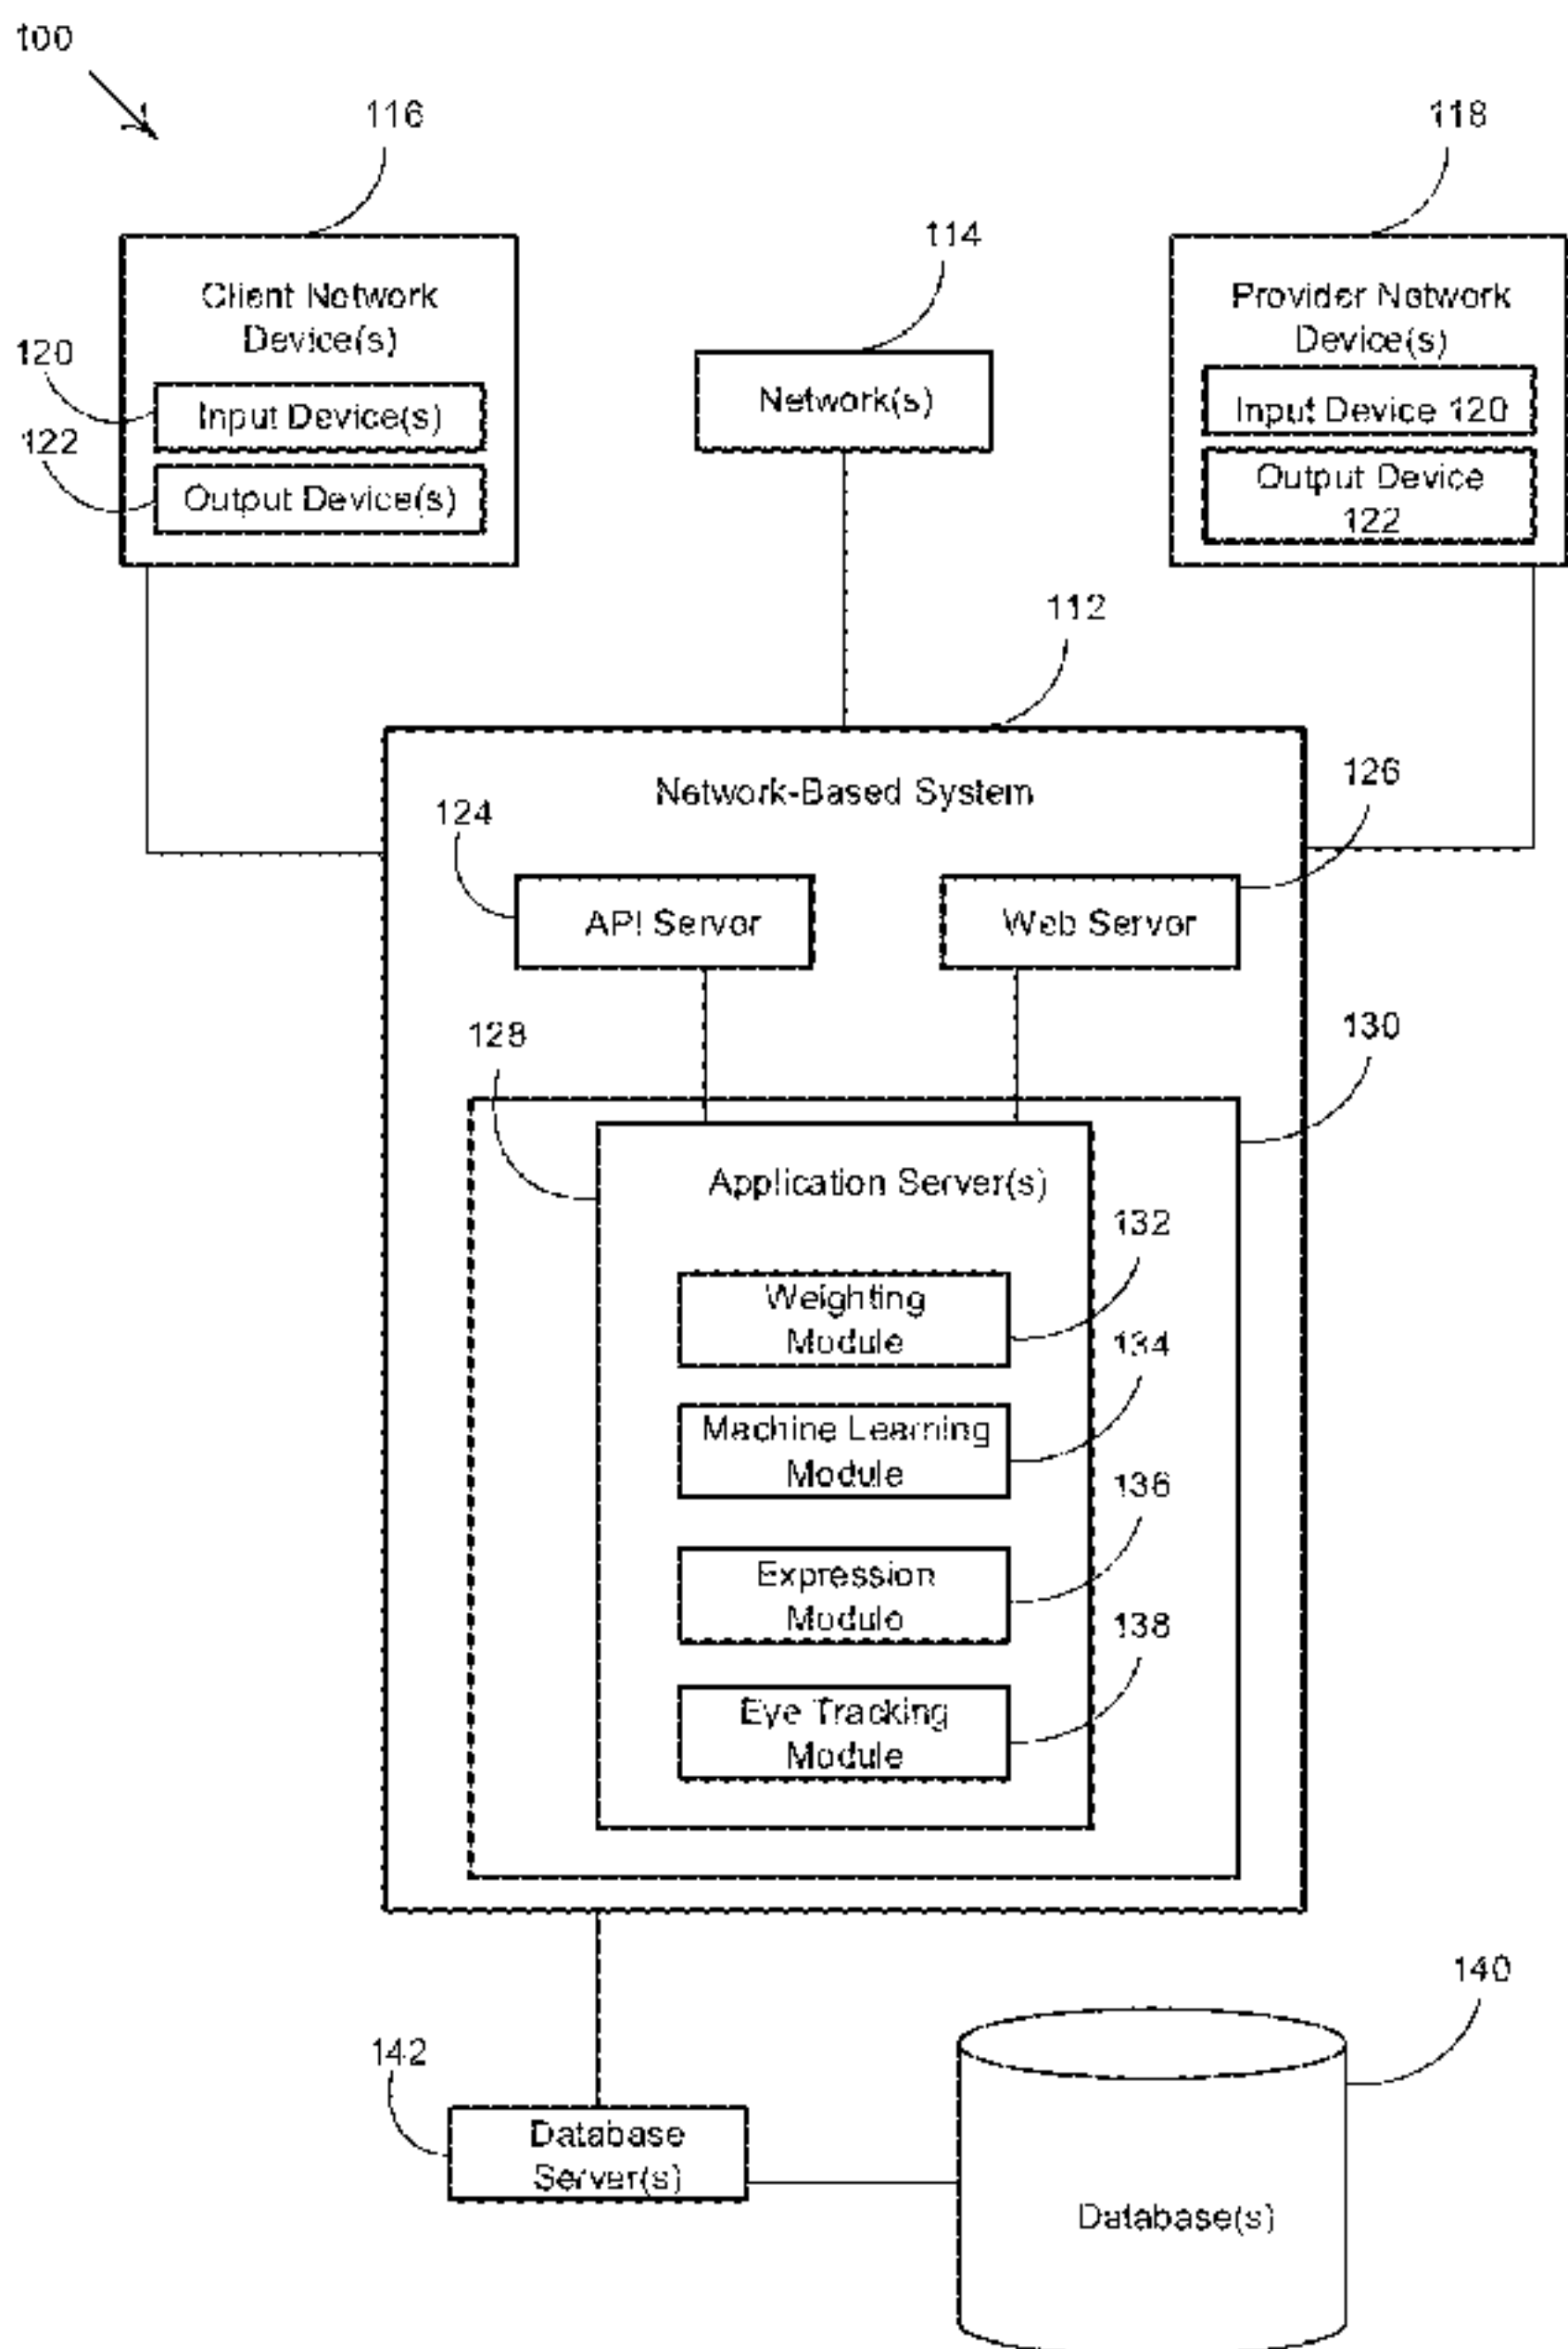 100
116
118
114
Client Network
Device(s)
120
Input Device(s)
122
Output Device(s)
Network(s)
Provider Network
Device(s)
Input Device 120
Output Device
122
112
Network-Based System
124
126
API Server
Web Server
128
130
Application Server(s)
132
Weighting
Module
134
Machine Learning
Module
136
Expression
Module
138
Eye Tracking
Module
140
142
Database
Server(s)
Database(s)